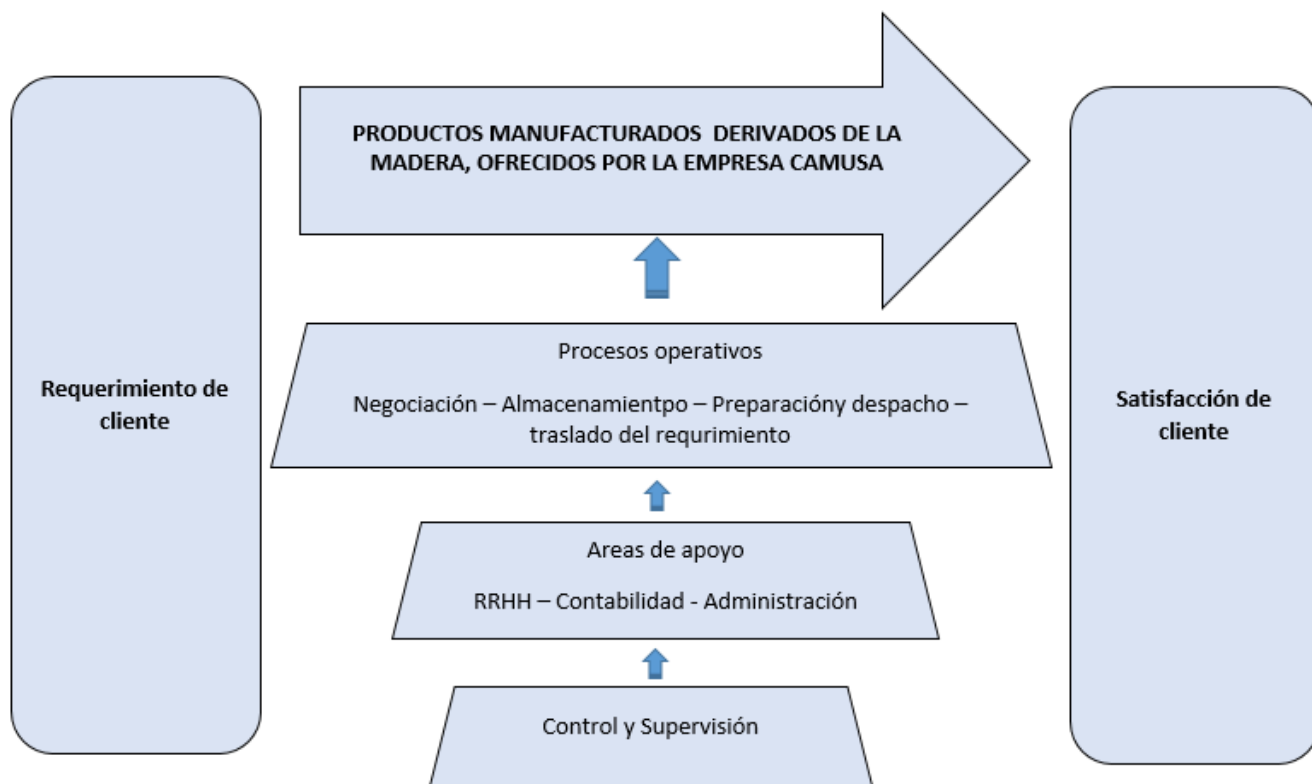 PRODUCTOS MANUFACTURADOS DERIVADOS DE LA
MADERA, OFRECIDOS POR LA EMPRESA CAMUSA
Requerimiento de
cliente
Procesos operativos
Negociación – Almacenamientpo – Preparacióny despacho –
traslado del requrimiento
Satisfacción de
cliente
Areas de apoyo
RRHH – Contabilidad - Administración
Control y Supervisión